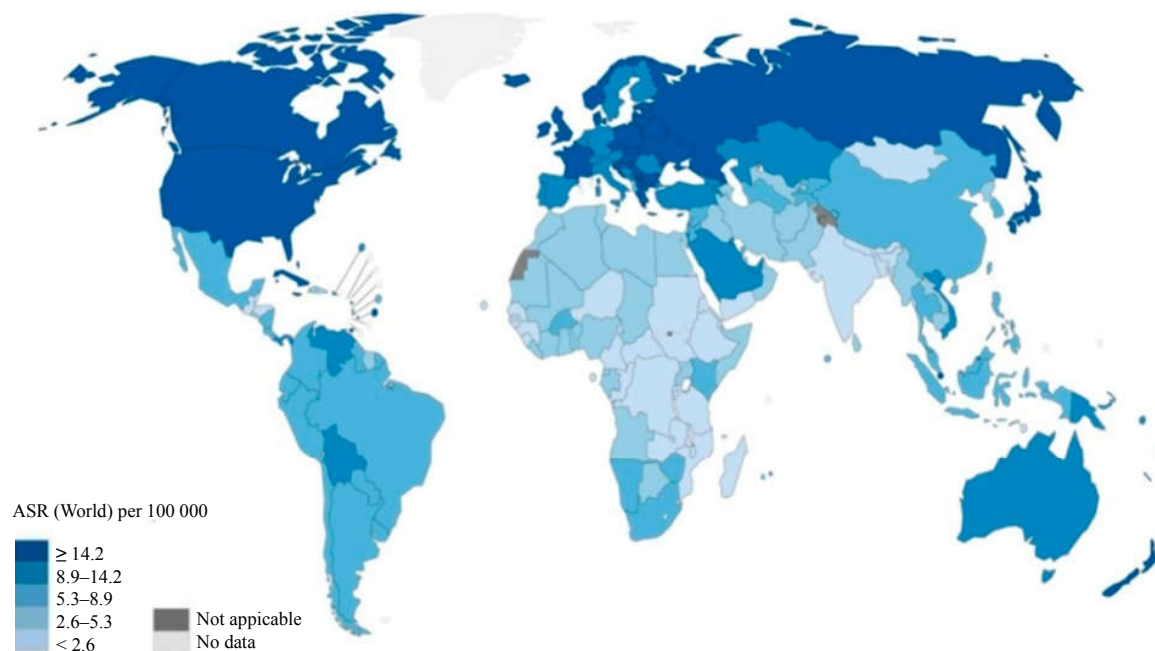 ASR (World) per 100 000
≥ 14.2
8.9–14.2
5.3–8.9
2.6–5.3
< 2.6
Not appicable
No data